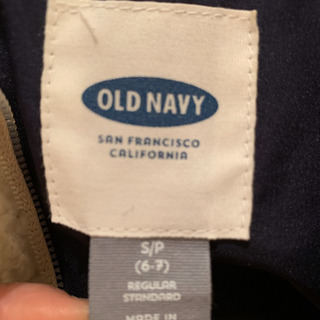 OLD NAVY
SAN FRANCISCO
CALIFORNIA
S/P
(6-7)
REGULAR
STANDARD
MADE IN